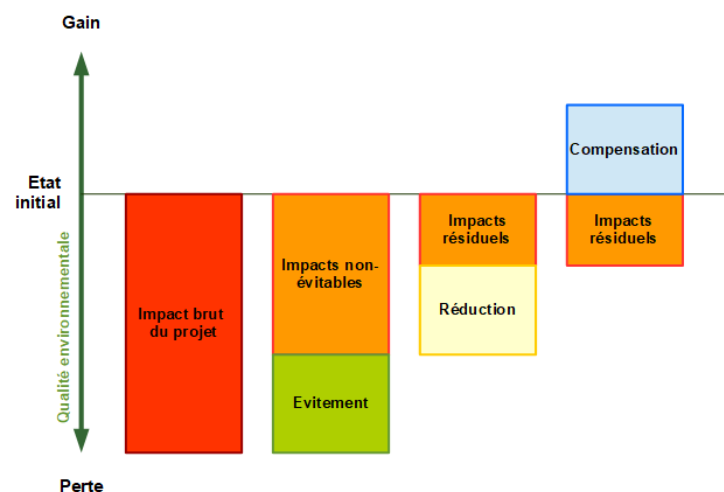 Gain
Etat
initial
Qualité environnementale
Perte
Impact brut
du projet
Impacts non-
évitables
Evitement
Impacts
résiduels
Réduction
Compensation
Impacts
résiduels